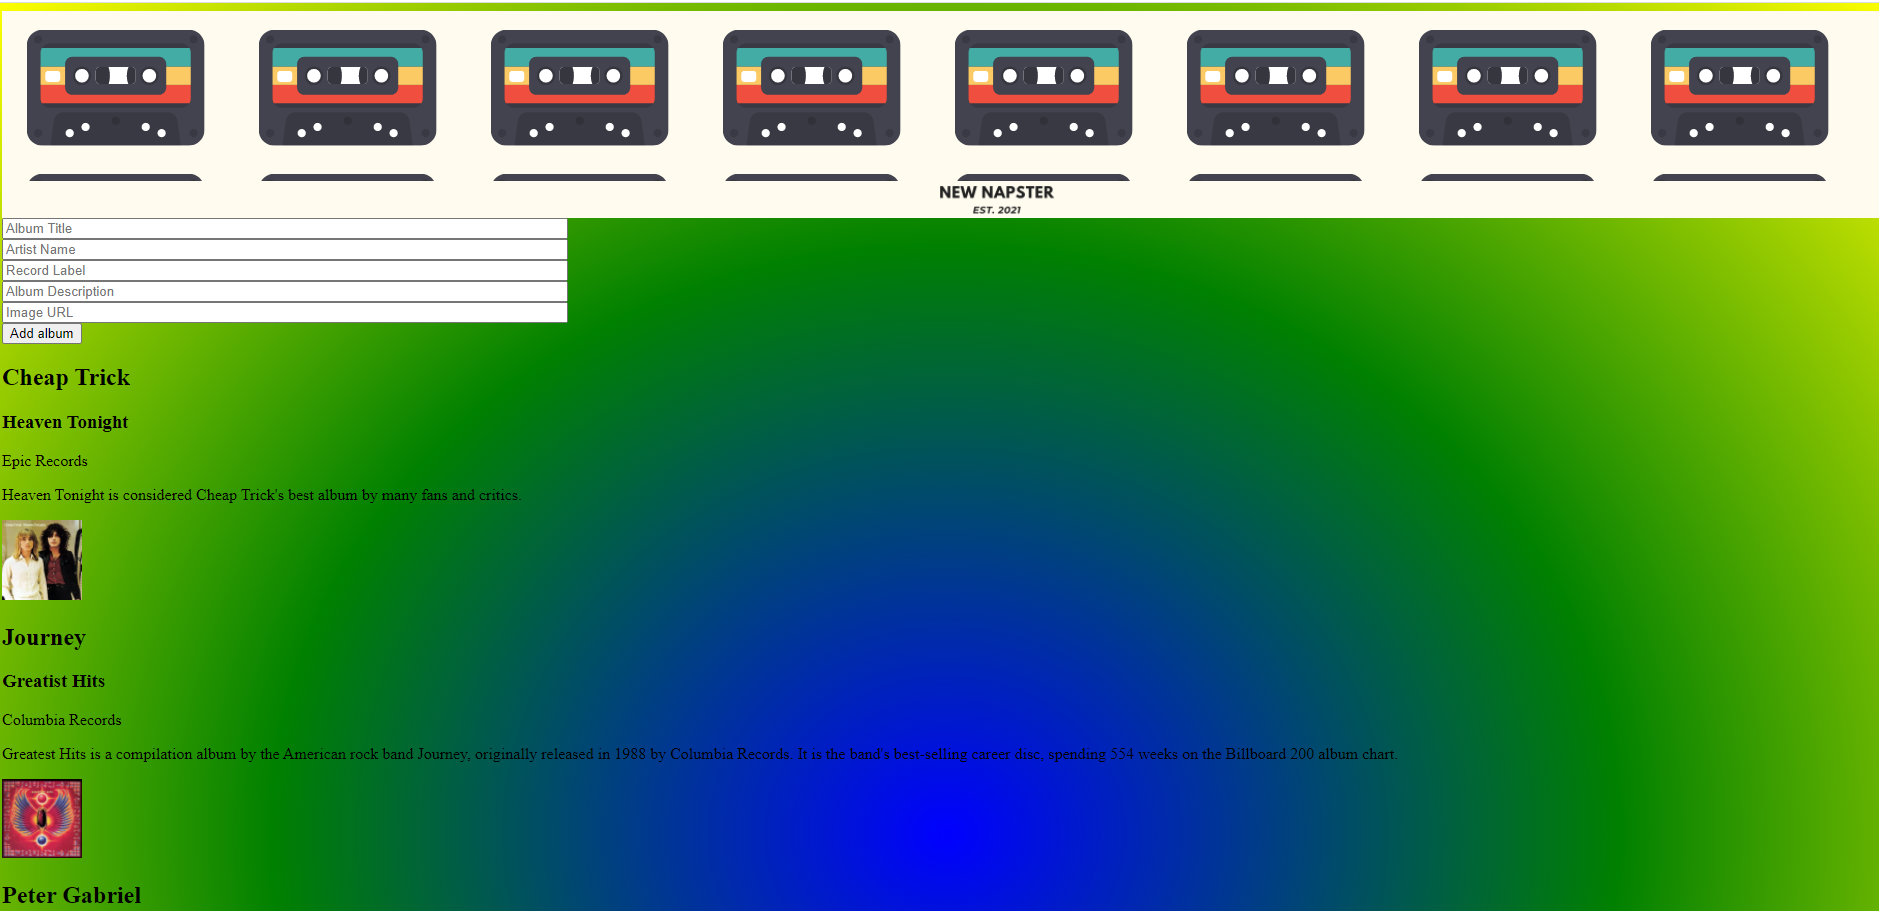 NEW NAPSTER
EST. 2021
Album Title
Artist Name
Record Label
Album Description
Image URL
Add album
Cheap Trick
Heaven Tonight
Epic Records
Heaven Tonight is considered Cheap Trick's best album by many fans and critics.
Journey
Greatist Hits
Columbia Records
Greatest Hits is a compilation album by the American rock band Journey, originally released in 1988 by Columbia Records. It is the band's best-selling career disc, spending 554 weeks on the Billboard 200 album chart.
Peter Gabriel